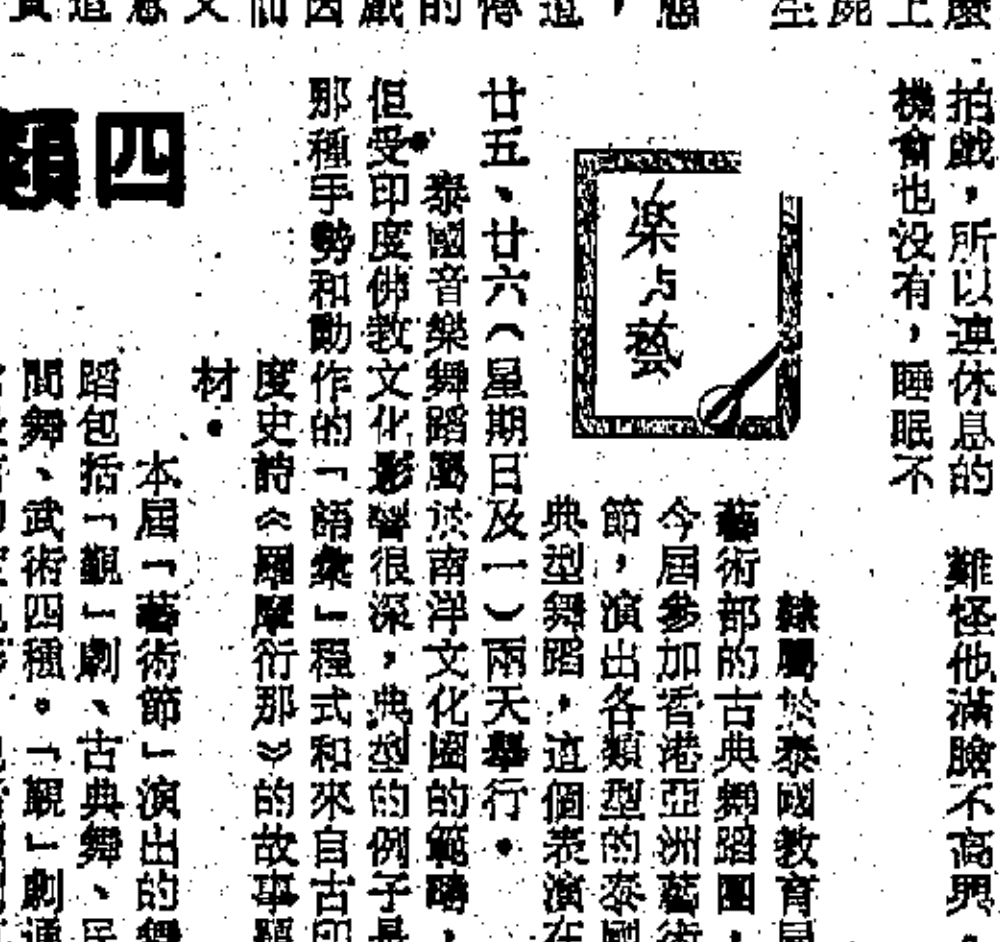 拍戲，所以連休息的
機會也没有，睡眠不
難怪他滿臉不高興。
樂与藝
隸屬於泰國教育
藝術部的古典舞蹈團，
今屆參加香港亞洲藝術
節，演出各類型的泰國
典型舞蹈，這個表演在
廿五、廿六（星期日及一）兩天舉行。
泰國音樂舞蹈屬於南洋文化圈的範疇，
但受印度佛教文化影響很深，典型的例子是
那種手勢和動作的「語彙」程式和來自古印
度史詩《羅摩衍那》的故事題
材。
本屆「藝術節」演出的舞
蹈包括「觀」劇、古典舞、民
間舞、武術四種。「觀」劇通
四
類